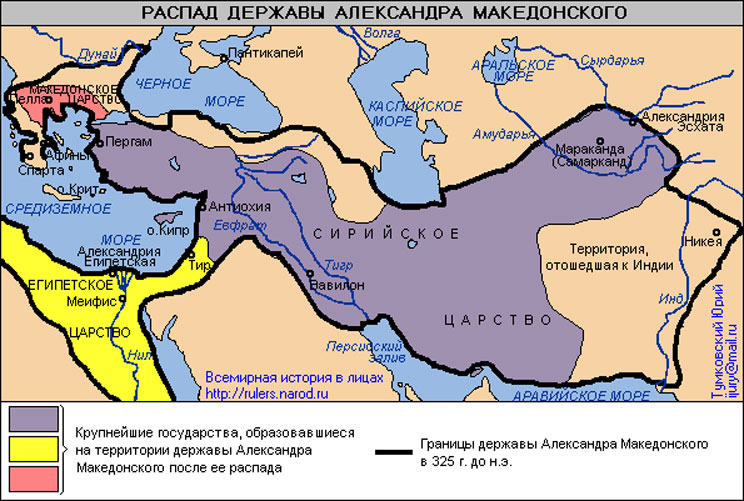 РАСПАД ДЕРЖАВЫ АЛЕКСАНДРА МАКЕДОНСКОГО
Дунай
Волга
Пантикапей
ЧЕРНОЕ
МОРЕ
АРАЛЬСКОЕ
МОРЕ
Сырдарья
КАСПИЙСКОЕ
МОРЕ
МАКЕДОНСКОЕ
Пелла
ЦАРСТВО
Амударья
Александрия
Эсхата
Мараканда
(Самарканд)
Пергам
Афины
Спарта
о.Крит
СРЕДИЗЕМНОЕ
МОРЕ
о.Кипр
Антиохия
Евфрат
СИРИЙСКОЕ
Территория,
отошедшая к Индии
Никея
Александрия
Египетская
Тир
Тигр
Вавилон
Инд
ЕГИПЕТСКОЕ
Меифис
ЦАРСТВО
ЦАРСТВО
Нил
Персидский
залив
АРАВИЙСКОЕ МОРЕ
Всемирная история в лицах
http://rulers.narod.ru
Тумковский Юрий
ijury@mail.ru
Крупнейшие государства, образовавшиеся
на территории державы Александра
Македонского после ее распада
Границы державы Александра Македонского
в 325 г. до н.э.